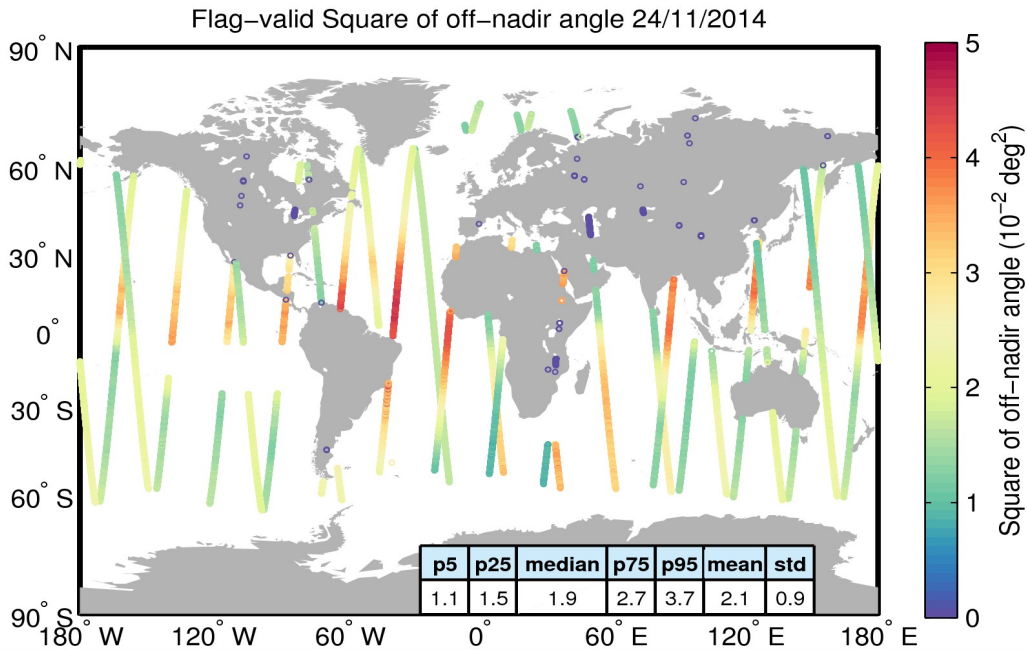 Flag−valid Square of off−nadir angle 24/11/2014
90° N
60° N
30° N
0°
30° S
60° S
90° S
180° W
120° W
60° W
0°
60° E
120° E
180° E
p5 p25 median p75 p95 mean std
1.1 1.5 1.9 2.7 3.7 2.1 0.9
5
4
3
2
1
0
Square of off−nadir angle (10⁻² deg²)